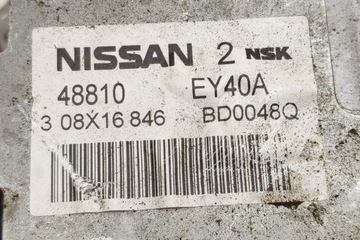 NISSAN 2 NSK
48810 EY40A
3 08X16 846 BD0048Q